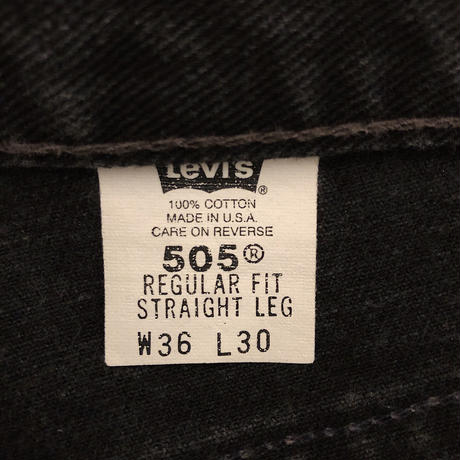 Levi's
®
100% COTTON
MADE IN U.S.A.
CARE ON REVERSE
505®
REGULAR FIT
STRAIGHT LEG
W36 L30